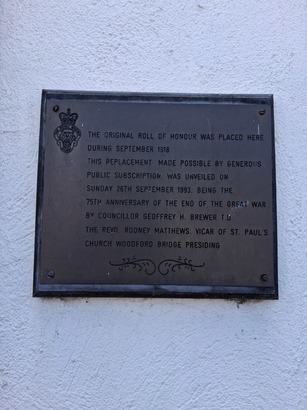 THE ORIGINAL ROLL OF HONOUR WAS PLACED HERE
DURING SEPTEMBER 1918
THIS REPLACEMENT MADE POSSIBLE BY GENEROUS
PUBLIC SUBSCRIPTION, WAS UNVEILED ON
SUNDAY 26TH SEPTEMBER 1993, BEING THE
75TH ANNIVERSARY OF THE END OF THE GREAT WAR
BY COUNCILLOR GEOFFREY H. BREWER T.D.
THE REVD. RODNEY MATTHEWS, VICAR OF ST. PAUL'S
CHURCH WOODFORD BRIDGE PRESIDING